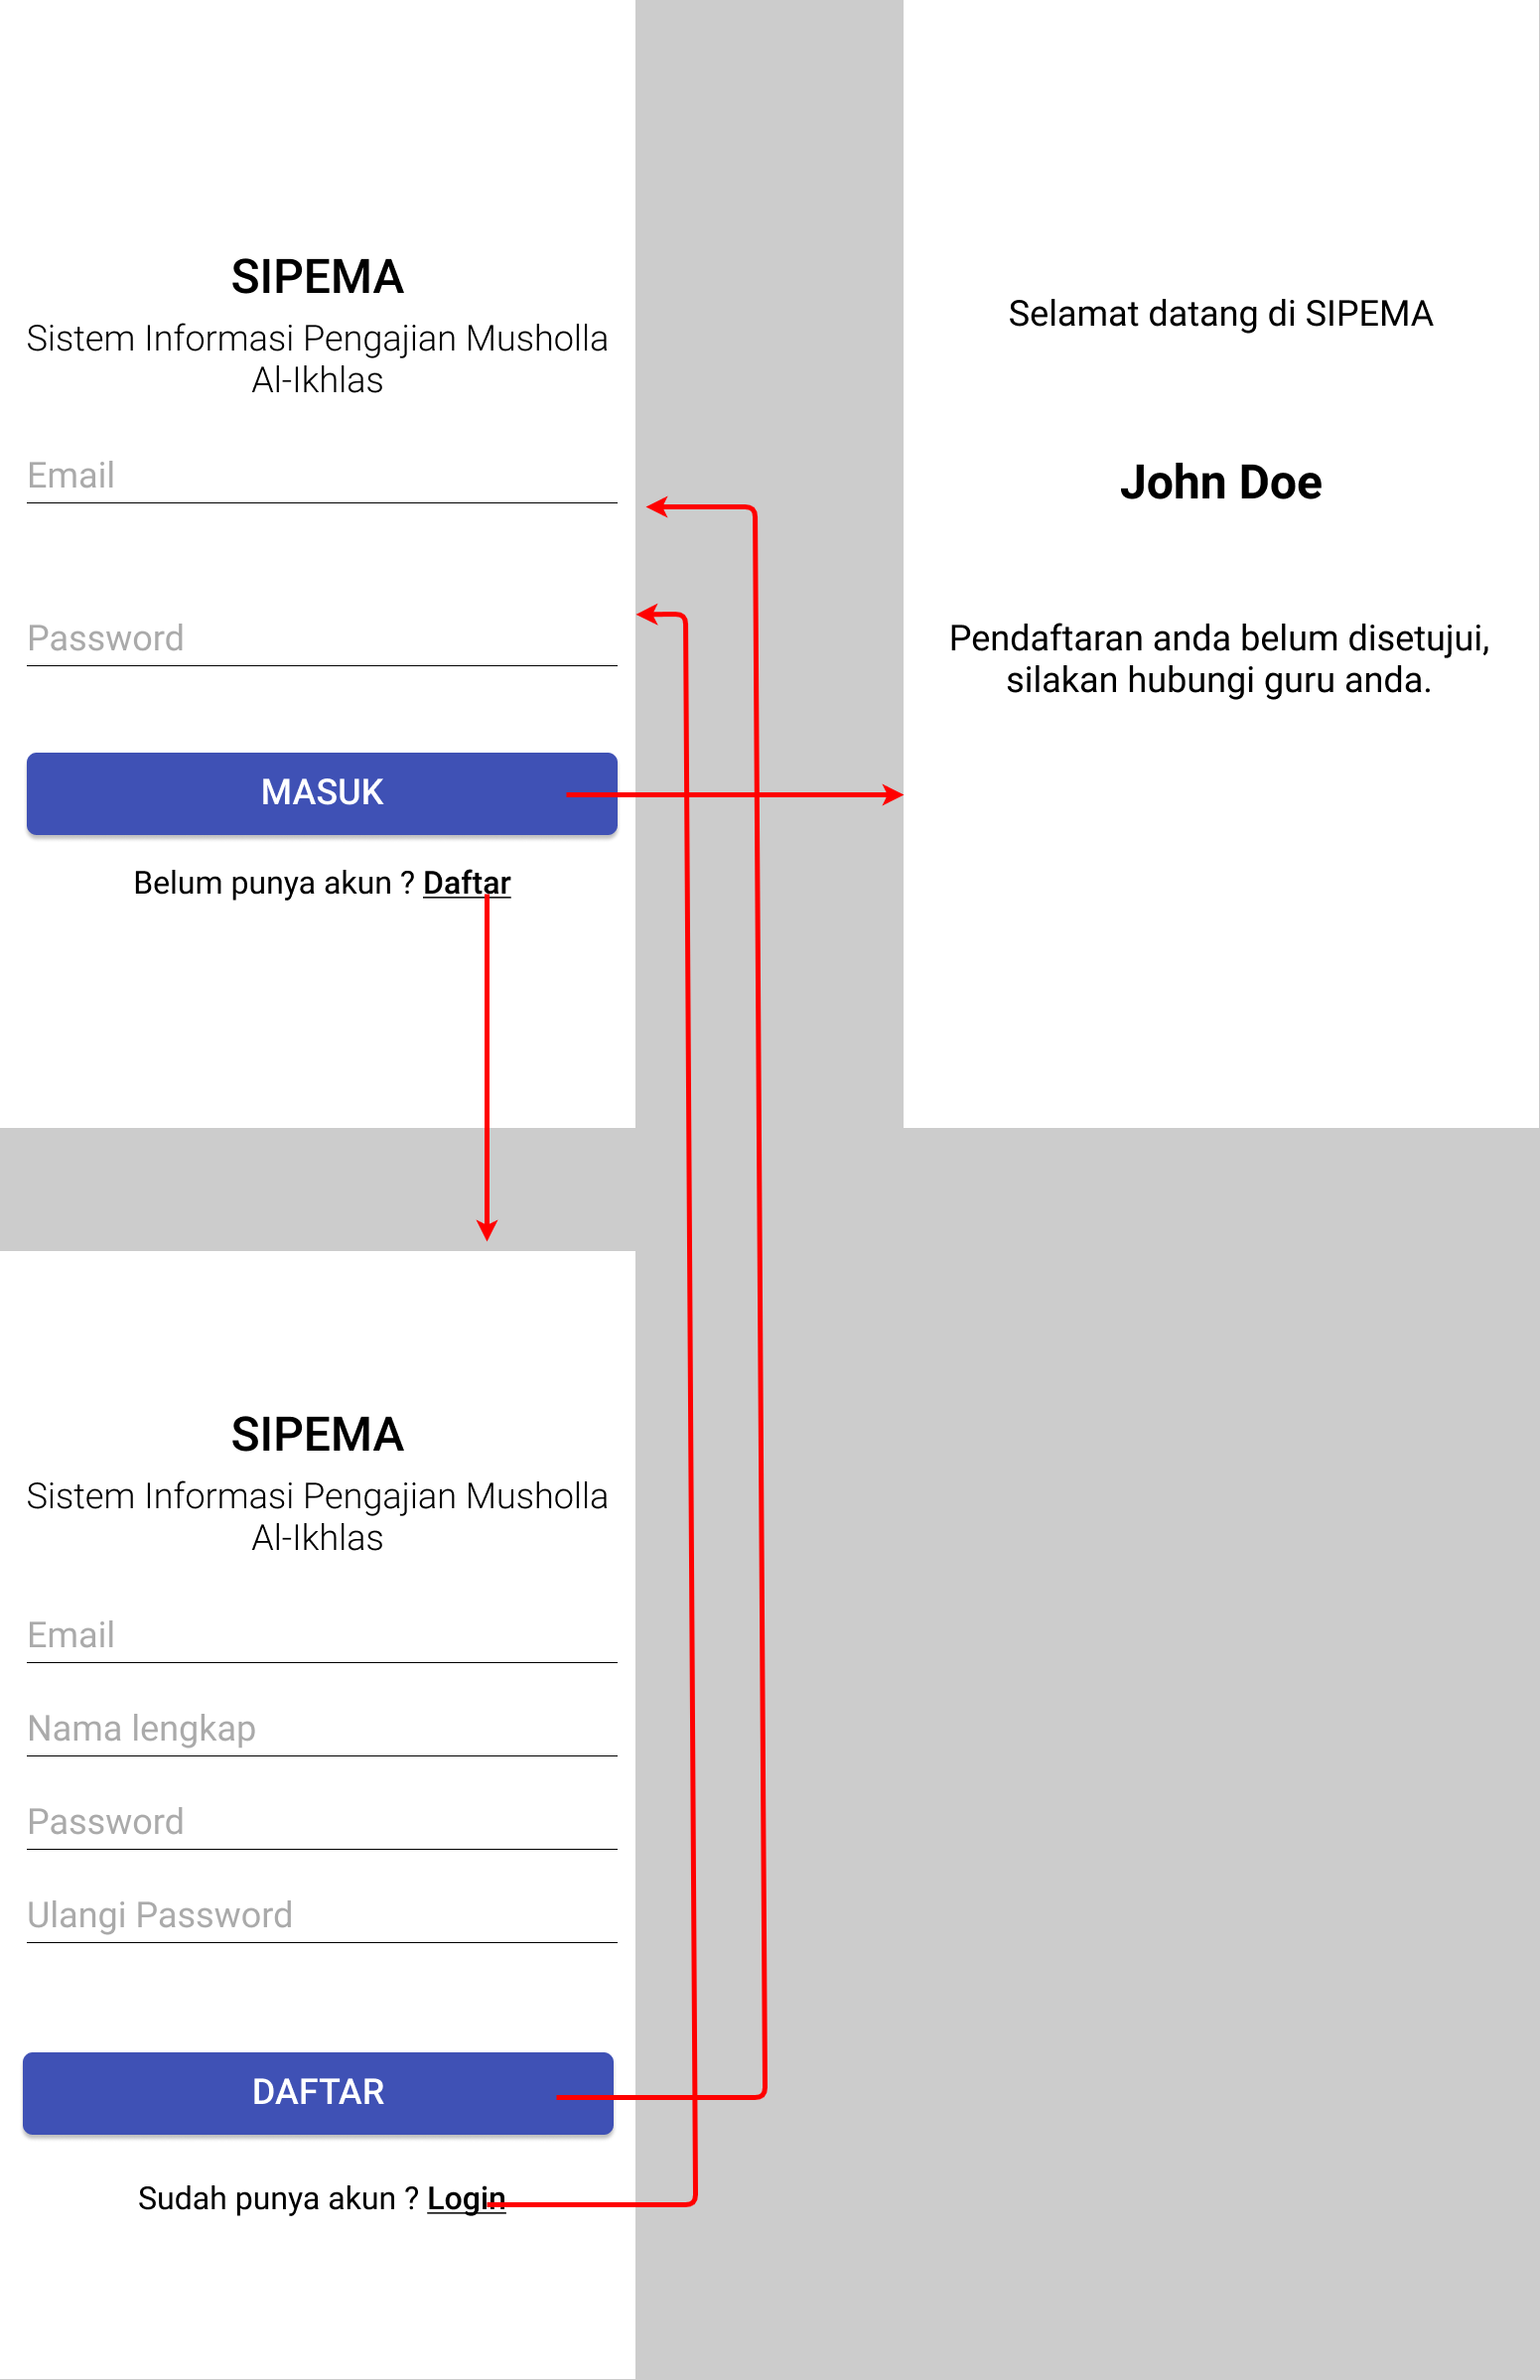 SIPEMA
Sistem Informasi Pengajian Musholla
Al-Ikhlas
Email
Password
MASUK
Belum punya akun ? Daftar
Selamat datang di SIPEMA
John Doe
Pendaftaran anda belum disetujui,
silakan hubungi guru anda.
SIPEMA
Sistem Informasi Pengajian Musholla
Al-Ikhlas
Email
Nama lengkap
Password
Ulangi Password
DAFTAR
Sudah punya akun ? Login